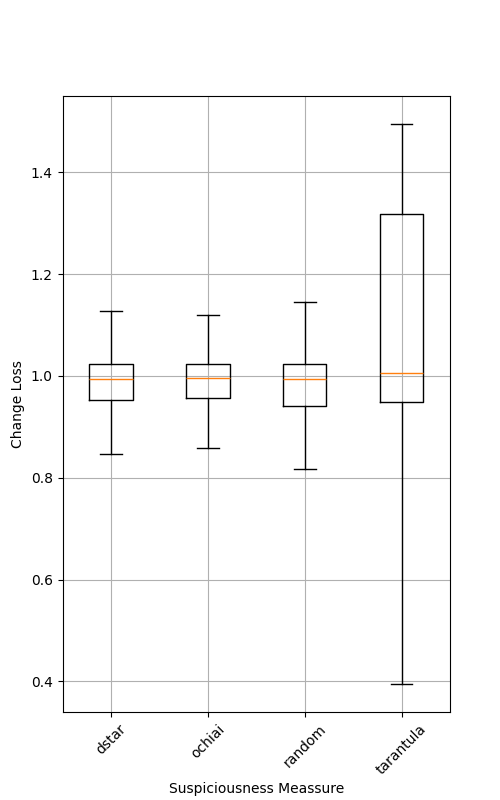 1.4
1.2
1.0
0.8
0.6
0.4
Change Loss
dstar
ochiai
random
tarantula
Suspiciousness Meassure